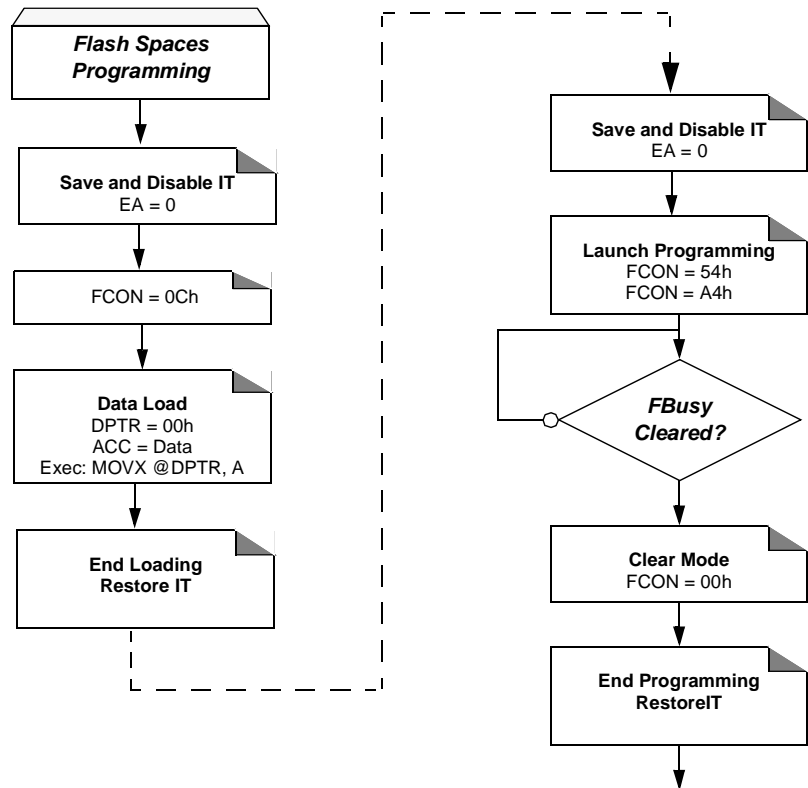 Flash Spaces
Programming
Save and Disable IT
EA = 0
FCON = 0Ch
Data Load
DPTR = 00h
ACC = Data
Exec: MOVX @DPTR, A
End Loading
Restore IT
Save and Disable IT
EA = 0
Launch Programming
FCON = 54h
FCON = A4h
FBusy
Cleared?
Clear Mode
FCON = 00h
End Programming
RestoreIT